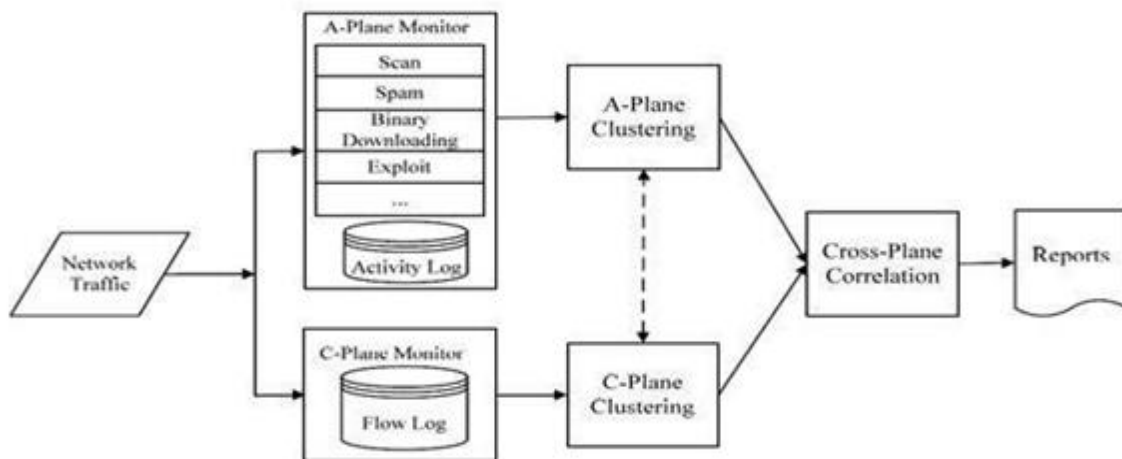 A-Plane Monitor
Scan
Spam
Binary
Downloading
Exploit
...
Activity Log
Network
Traffic
C-Plane Monitor
Flow Log
A-Plane
Clustering
C-Plane
Clustering
Cross-Plane
Correlation
Reports